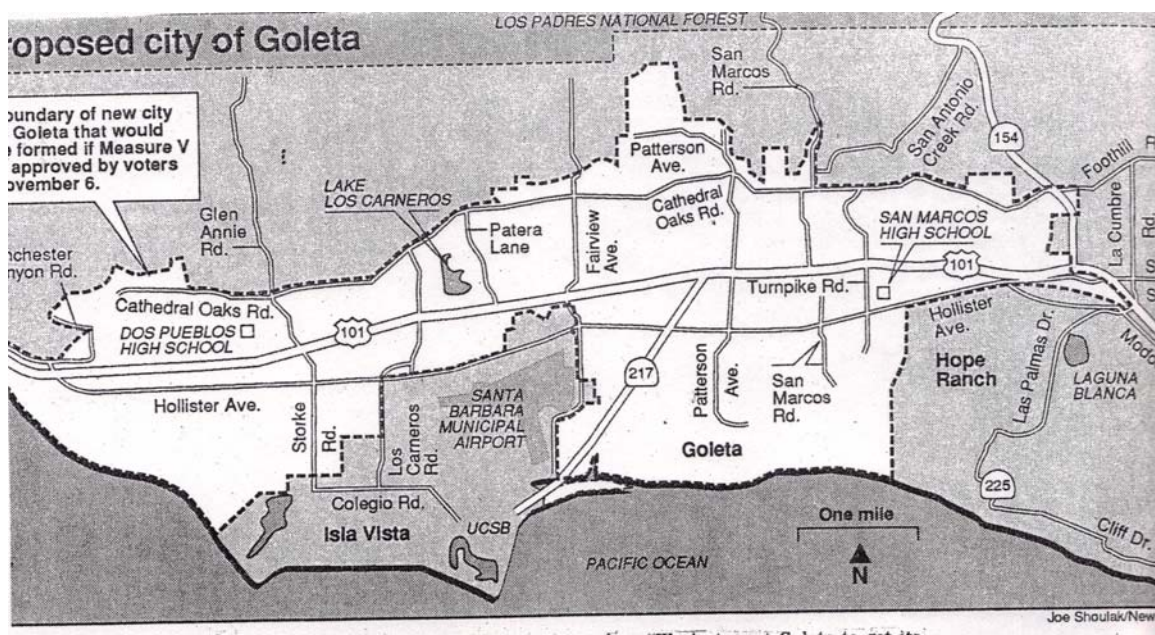 LOS PADRES NATIONAL FOREST
roposed city of Goleta
oundary of new city
Goleta that would
formed if Measure V
approved by voters
ovember 6.
San
Marcos
Rd.
San Antonio
Creek Rd.
154
Foothill
R
Patterson
Ave.
LAKE
LOS CARNEROS
Glen
Annie
Rd.
Patera
Lane
Fairview
Ave.
Cathedral
Oaks Rd.
SAN MARCOS
HIGH SCHOOL
La Cumbre
Rd.
nchester
nyon Rd.
101
Turnpike Rd.
S
S
Cathedral Oaks Rd.
DOS PUEBLOS
HIGH SCHOOL
101
Hollister
Ave.
Hope
Ranch
Las Palmas Dr.
Modo
LAGUNA
BLANCA
217
Hollister Ave.
Storke
Rd.
Los
Carneros
Rd.
SANTA
BARBARA
MUNICIPAL
AIRPORT
Patterson
Ave.
San
Marcos
Rd.
Goleta
225
Colegio Rd.
Isla Vista
UCSB
One mile
N
Cliff Dr.
PACIFIC OCEAN
Joe Shoulak/New